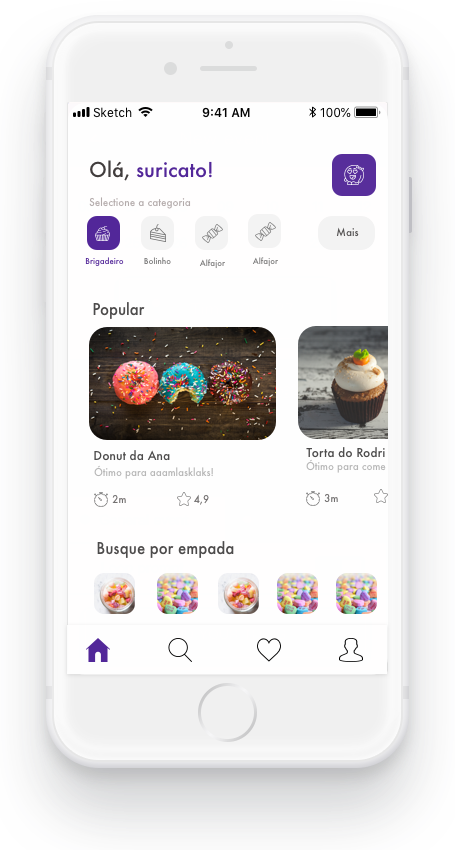 Sketch 9:41 AM 100%
Olá, suricato!
Selectione a categoria
Brigadeiro Bolinho Alfajor Alfajor Mais
Popular
Donut da Ana
Ótimo para aaamlasklaks!
2m 4,9
Torta do Rodri
Ótimo para come
3m
Busque por empada